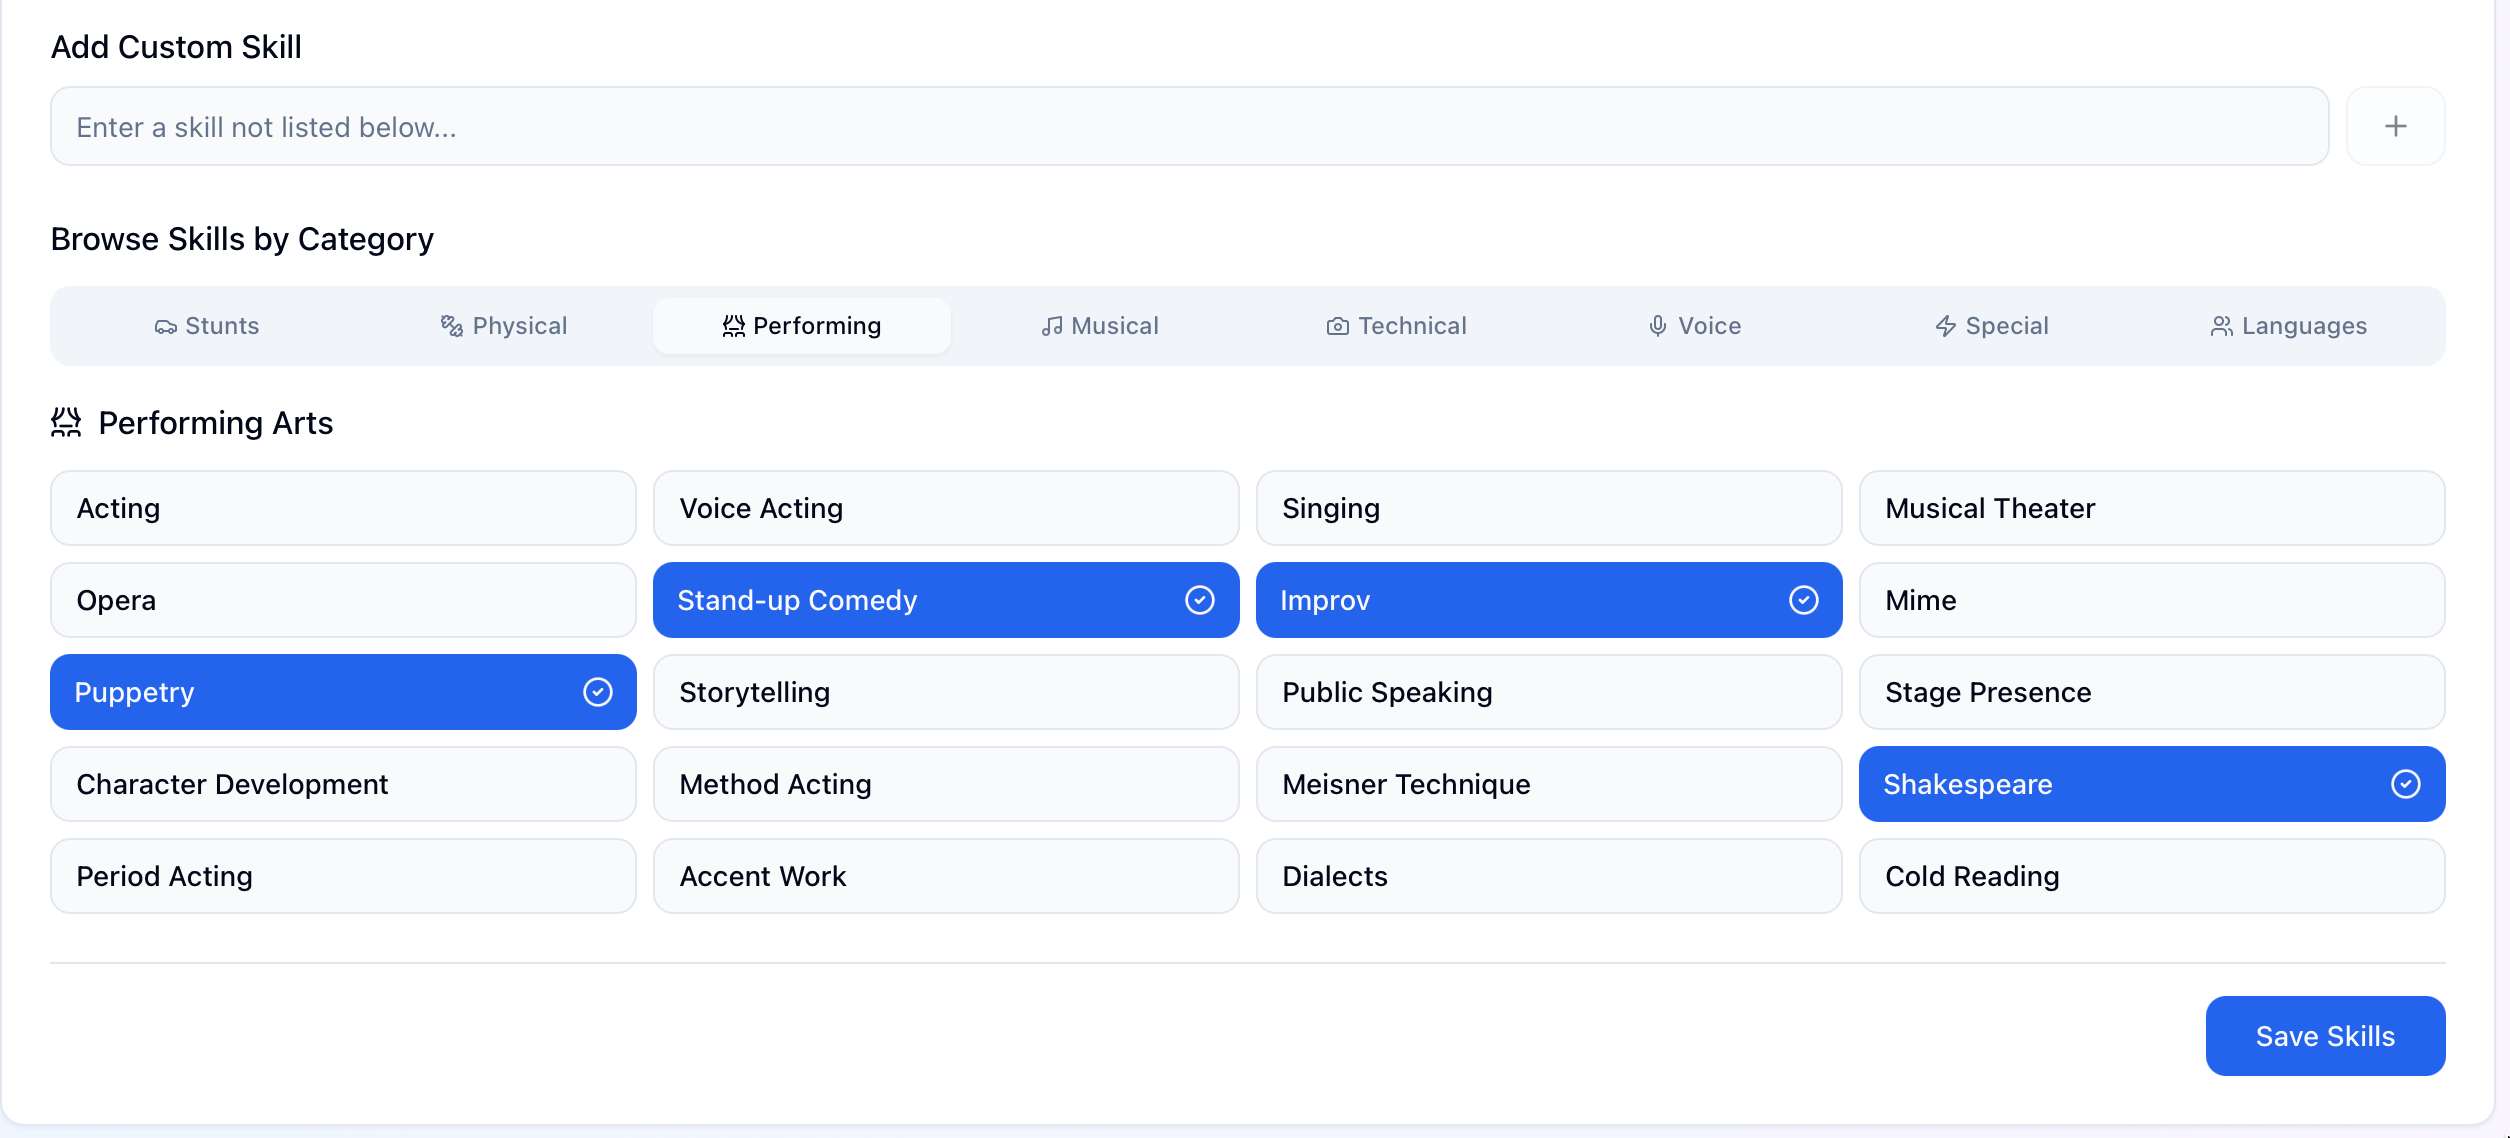 Add Custom Skill
Enter a skill not listed below...
Browse Skills by Category
Stunts Physical Performing Musical Technical Voice Special Languages
Performing Arts
Acting Voice Acting Singing Musical Theater
Opera Stand-up Comedy Improv Mime
Puppetry Storytelling Public Speaking Stage Presence
Character Development Method Acting Meisner Technique Shakespeare
Period Acting Accent Work Dialects Cold Reading
Save Skills